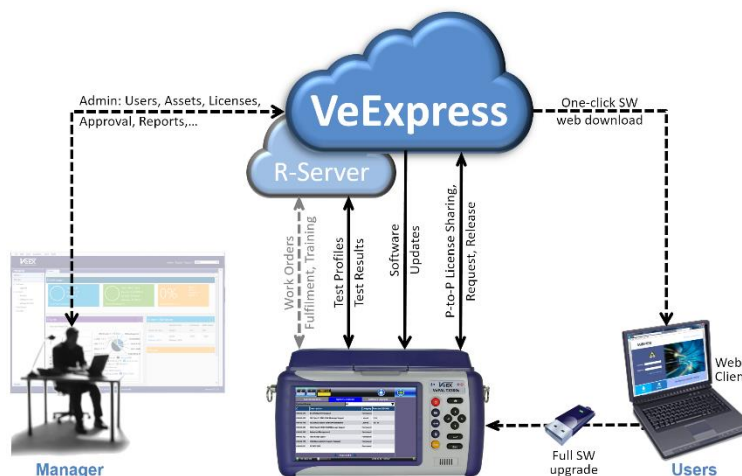 Admin: Users, Assets, Licenses,
Approval, Reports,...
VeExpress
One-click SW
web download
R-Server
Work Orders
Fulfilment, Training
Test Profiles
Test Results
Software
Updates
P-to-P License Sharing,
Request, Release
Web
Client
Full SW
upgrade
Manager
Users